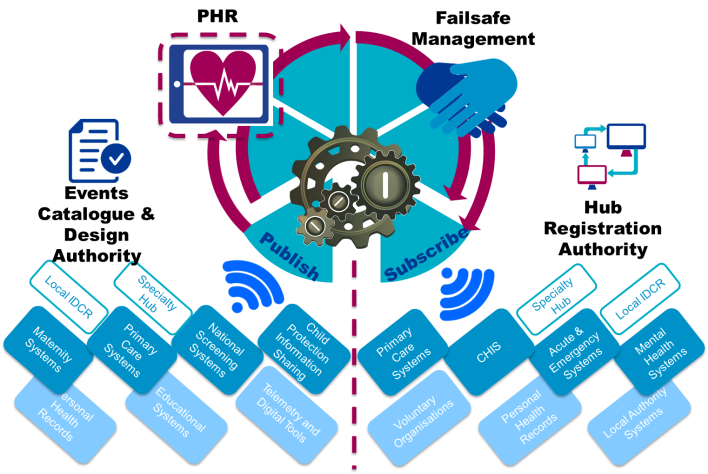 PHR
Failsafe
Management
Events
Catalogue &
Design
Authority
Hub
Registration
Authority
Publish
Subscribe
Local IDCR
Specialty
Hub
Specialty
Hub
Local IDCR
Maternity
Systems
Primary
Care
Systems
National
Screening
Systems
Child
Protection
Information
Sharing
Primary
Care
Systems
CHIS
Acute &
Emergency
Systems
Mental
Health
Systems
Personal
Health
Records
Educational
Systems
Telemetry and
Digital Tools
Voluntary
Organisations
Personal
Health
Records
Local Authority
Systems